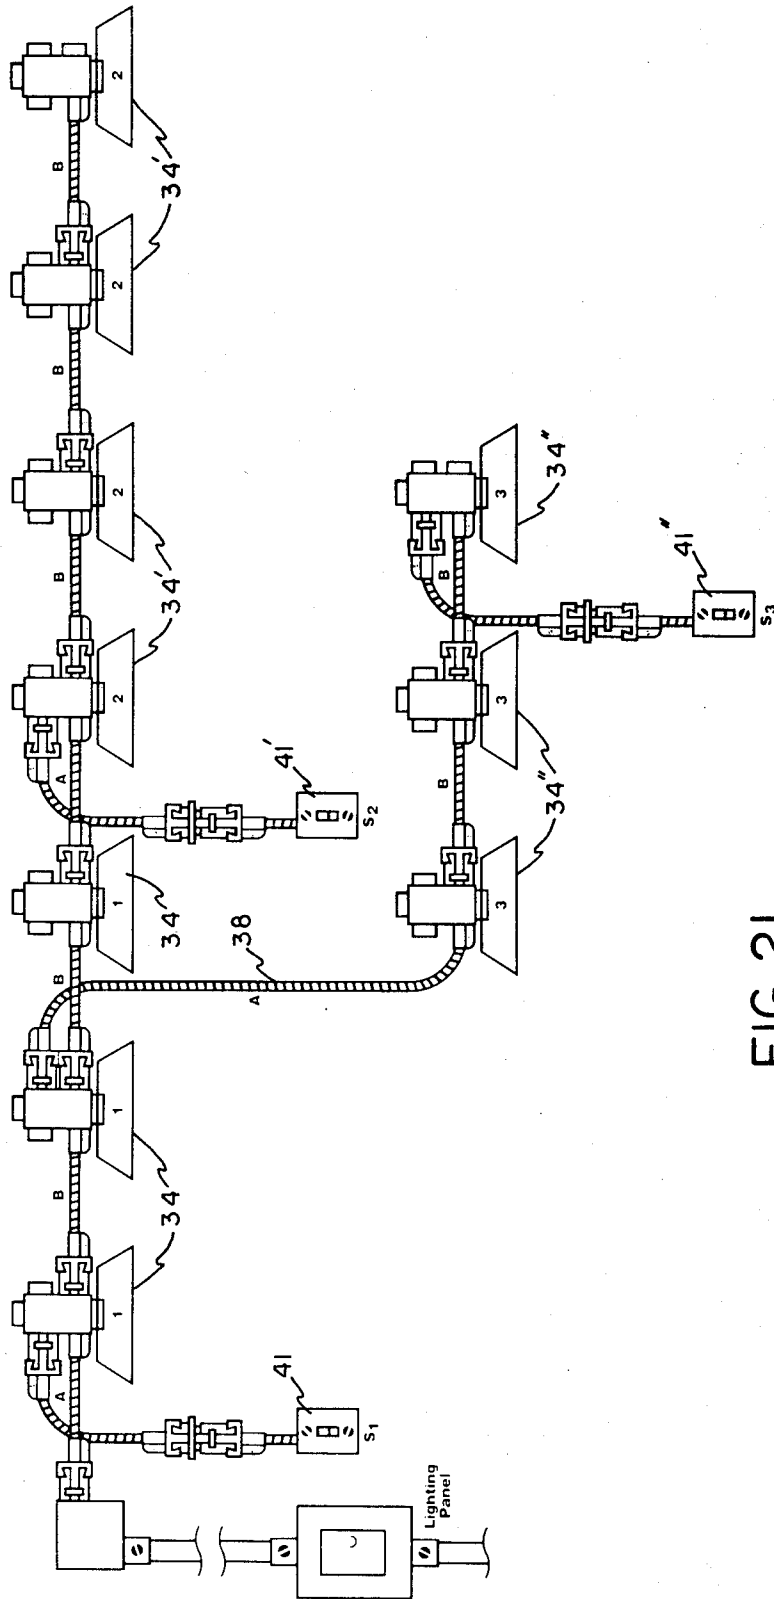 A B B A B B B
1 1 1 2 2 2 2
34 34 34' 34'
A 38
41 41'
S1 S2
Lighting
Panel
B B
3 3 3
34" 34"
41"
S3
FIG 21